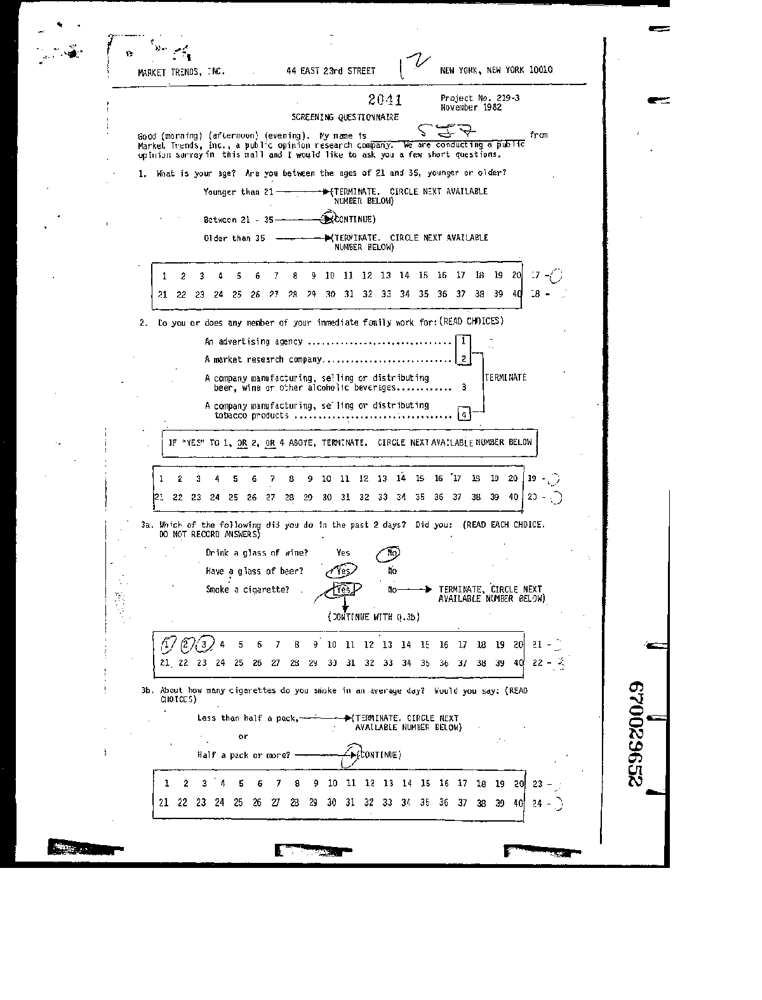 MARKET TRENDS, INC. 44 EAST 23rd STREET 12 NEW YORK, NEW YORK 10010
2041 Project No. 219-3
November 1982
SCREENING QUESTIONNAIRE
Good (morning) (afternoon) (evening). My name is from
Market Trends, Inc., a public opinion research company. We are conducting a public
opinion survey in this mall and I would like to ask you a few short questions.
1. What is your age? Are you between the ages of 21 and 35, younger or older?
Younger than 21 (TERMINATE. CIRCLE NEXT AVAILABLE
NUMBER BELOW)
Between 21 - 35 (CONTINUE)
Older than 35 (TERMINATE. CIRCLE NEXT AVAILABLE
NUMBER BELOW)
1 2 3 4 5 6 7 8 9 10 11 12 13 14 15 16 17 18 19 20 17 -
21 22 23 24 25 26 27 28 29 30 31 32 33 34 35 36 37 38 39 40 18 -
2. Do you or does any member of your immediate family work for: (READ CHOICES)
An advertising agency .............................. 1
A market research company........................... 2
A company manufacturing, selling or distributing TERMINATE
beer, wine or other alcoholic beverages............ 3
A company manufacturing, selling or distributing
tobacco products ................................. 4
IF "YES" TO 1, OR 2, OR 4 ABOVE, TERMINATE. CIRCLE NEXT AVAILABLE NUMBER BELOW
1 2 3 4 5 6 7 8 9 10 11 12 13 14 15 16 17 18 19 20 19 -
21 22 23 24 25 26 27 28 29 30 31 32 33 34 35 36 37 38 39 40 20 -
3a. Which of the following did you do in the past 2 days? Did you: (READ EACH CHOICE.
DO NOT RECORD ANSWERS)
Drink a glass of wine? Yes No
Have a glass of beer? Yes No
Smoke a cigarette? Yes No TERMINATE, CIRCLE NEXT
AVAILABLE NUMBER BELOW)
(CONTINUE WITH Q.3b)
1 2 3 4 5 6 7 8 9 10 11 12 13 14 15 16 17 18 19 20 21 -
21 22 23 24 25 26 27 28 29 30 31 32 33 34 35 36 37 38 39 40 22 -
3b. About how many cigarettes do you smoke in an average day? Would you say: (READ
CHOICES)
Less than half a pack, (TERMINATE. CIRCLE NEXT
AVAILABLE NUMBER BELOW)
or
Half a pack or more? (CONTINUE)
1 2 3 4 5 6 7 8 9 10 11 12 13 14 15 16 17 18 19 20 23 -
21 22 23 24 25 26 27 28 29 30 31 32 33 34 35 36 37 38 39 40 24 -
670029652